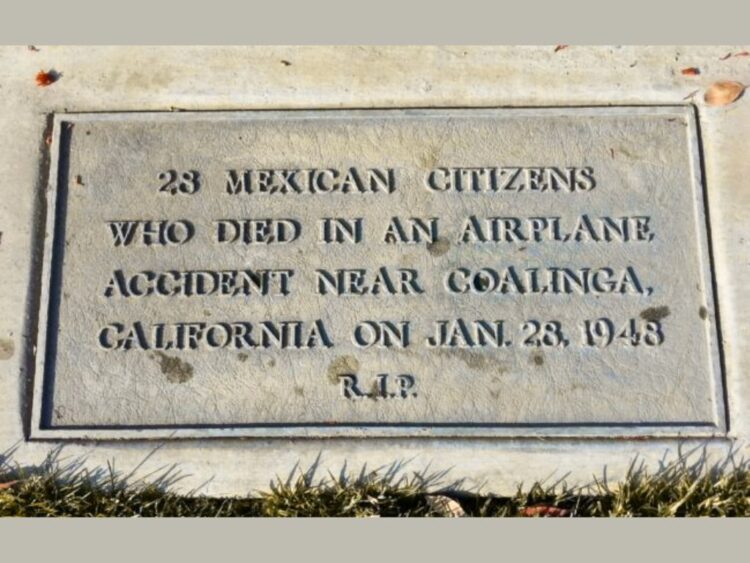 28 MEXICAN CITIZENS
WHO DIED IN AN AIRPLANE
ACCIDENT NEAR COALINGA,
CALIFORNIA ON JAN. 28, 1948
R.I.P.